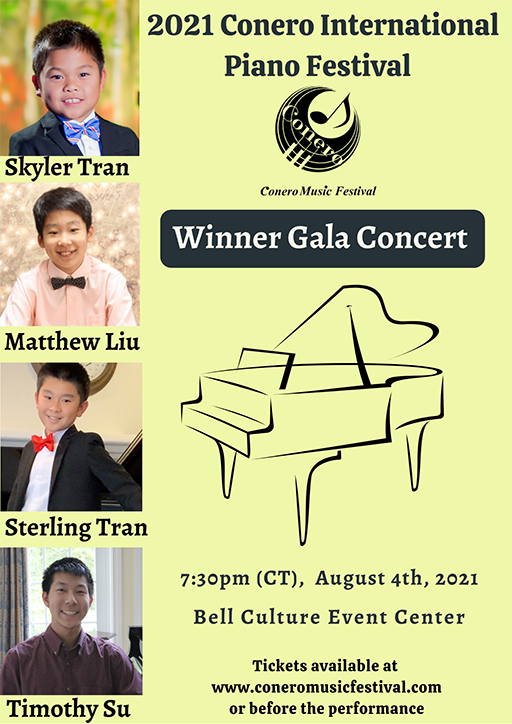 2021 Conero International
Piano Festival
Conero
Conero Music Festival
Winner Gala Concert
Skyler Tran
Matthew Liu
Sterling Tran
Timothy Su
7:30pm (CT),  August 4th, 2021
Bell Culture Event Center
Tickets available at
www.coneromusicfestival.com
or before the performance